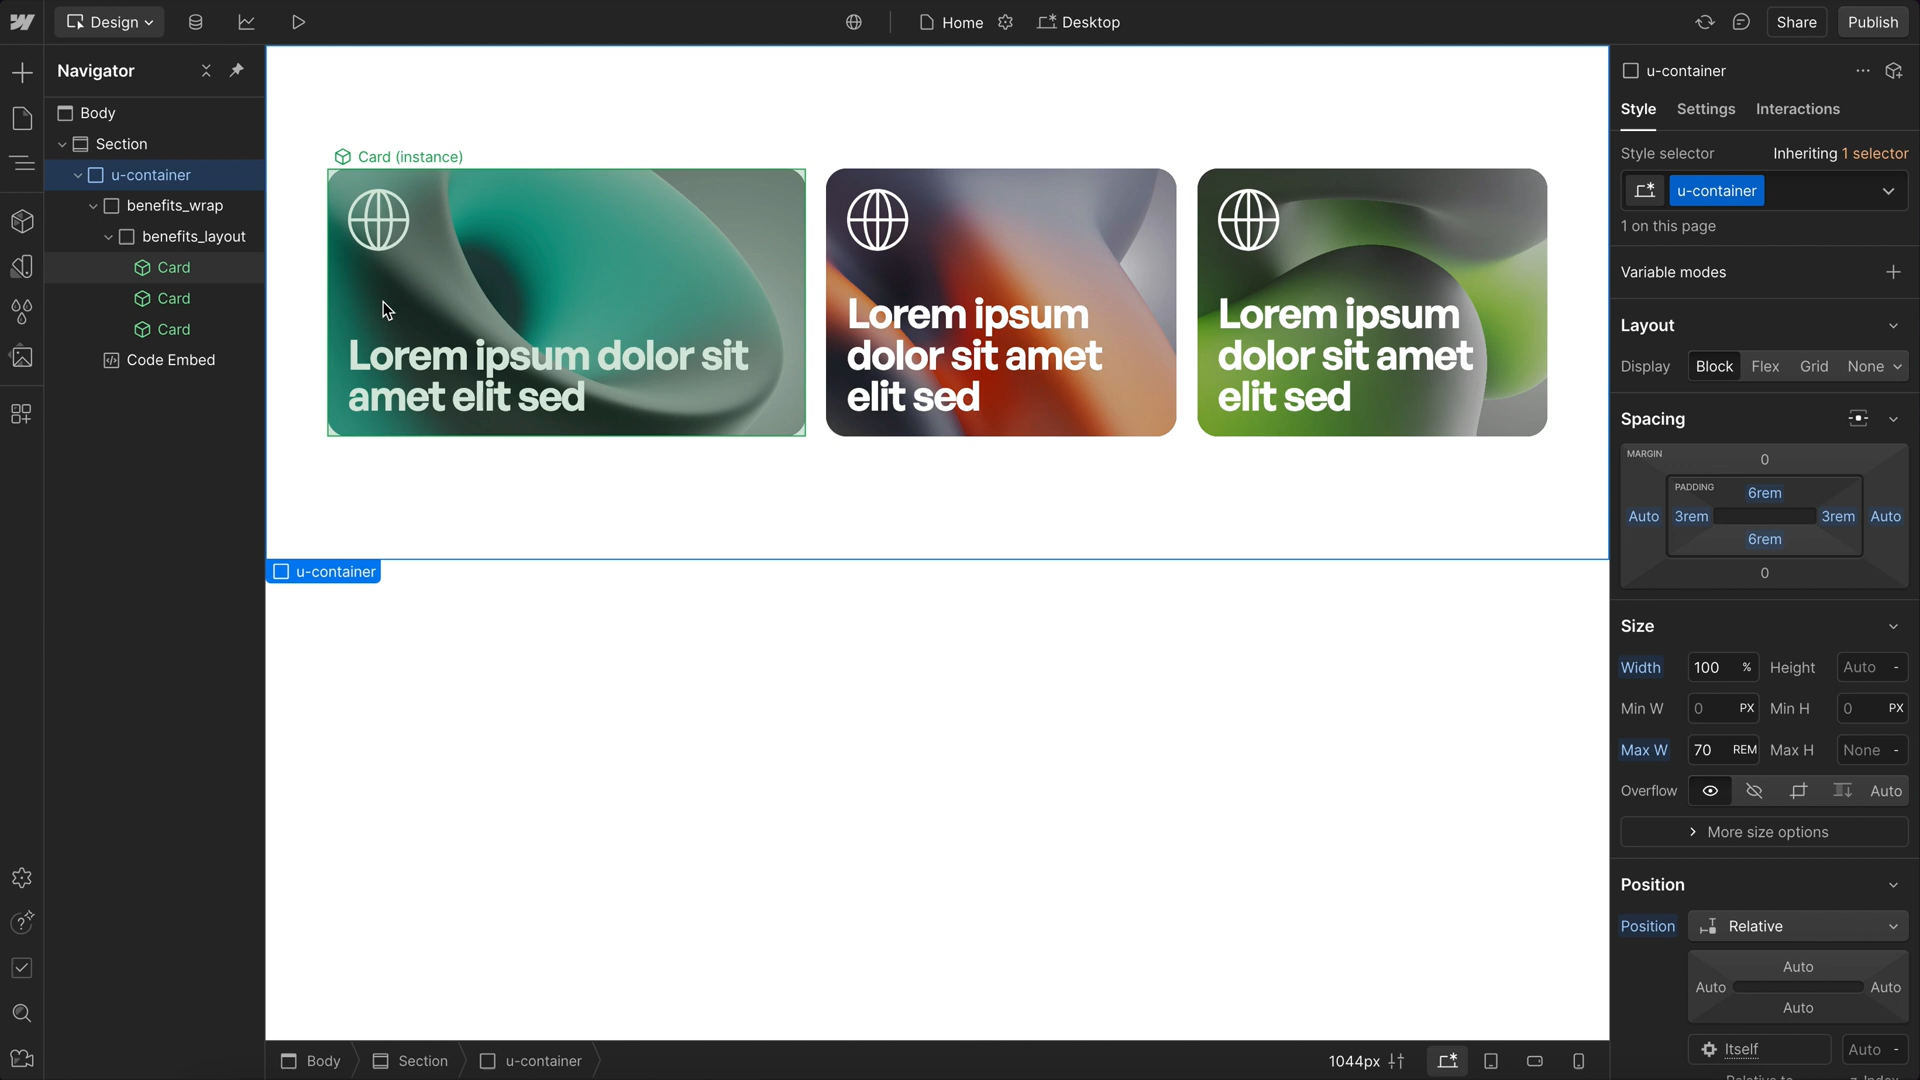 Design
Home
Desktop
Share
Publish
Navigator
Body
Section
u-container
benefits_wrap
benefits_layout
Card
Card
Card
Code Embed
Card (instance)
Lorem ipsum dolor sit
amet elit sed
Lorem ipsum
dolor sit amet
elit sed
Lorem ipsum
dolor sit amet
elit sed
u-container
Body
Section
u-container
1044px
u-container
Style
Settings
Interactions
Style selector
Inheriting 1 selector
u-container
1 on this page
Variable modes
Layout
Display
Block
Flex
Grid
None
Spacing
MARGIN
0
PADDING
6rem
Auto
3rem
3rem
Auto
6rem
0
Size
Width
100 %
Height
Auto -
Min W
0 PX
Min H
0 PX
Max W
70 REM
Max H
None -
Overflow
Auto
More size options
Position
Position
Relative
Auto
Auto
Auto
Auto
Itself
Auto -